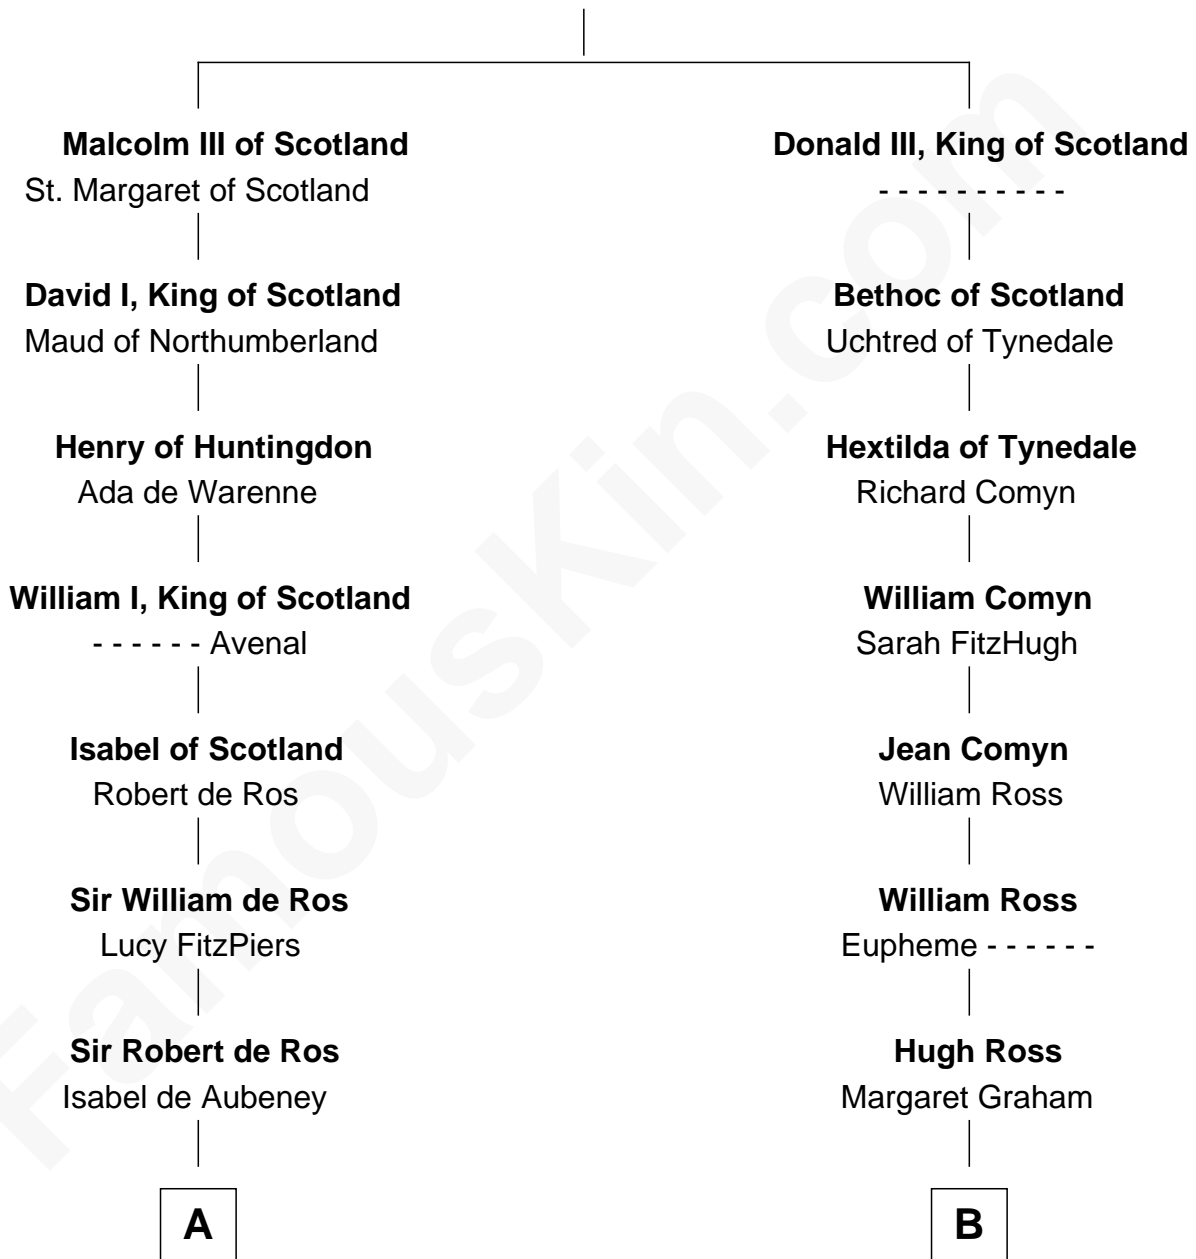 Malcolm III of Scotland
St. Margaret of Scotland
David I, King of Scotland
Maud of Northumberland
Henry of Huntingdon
Ada de Warenne
William I, King of Scotland
- - - - - - Avenal
Isabel of Scotland
Robert de Ros
Sir William de Ros
Lucy FitzPiers
Sir Robert de Ros
Isabel de Aubeney
A
Donald III, King of Scotland
- - - - - - - - - -
Bethoc of Scotland
Uchtred of Tynedale
Hextilda of Tynedale
Richard Comyn
William Comyn
Sarah FitzHugh
Jean Comyn
William Ross
William Ross
Eupheme - - - - - -
Hugh Ross
Margaret Graham
B
FamousKin.com